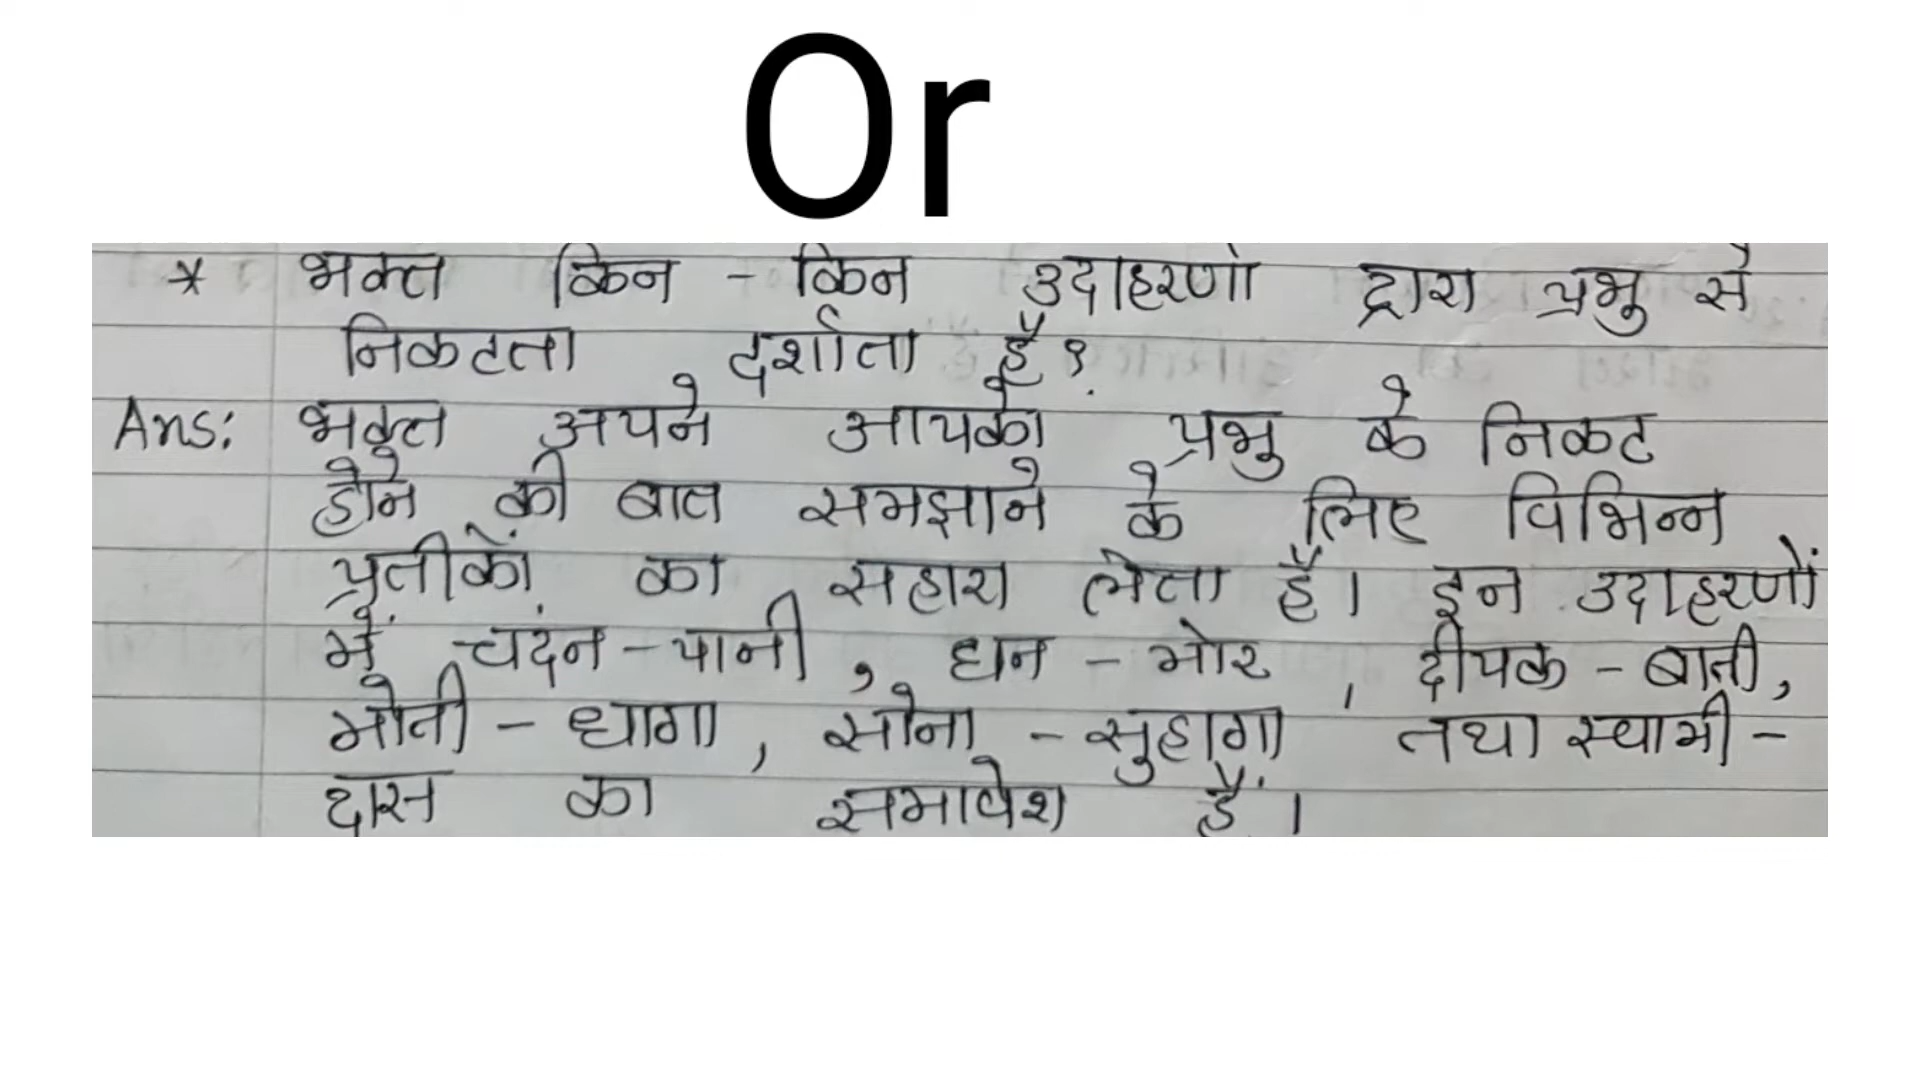 Or
* भक्त किन - किन उदाहरणो द्वारा प्रभु से
निकटता दर्शाता है?
Ans: भक्त अपने आपको प्रभु के निकट
होने की बात समझाने के लिए विभिन्न
प्रतीकों का सहारा लेता है। इन उदाहरणों
में चदंन - पानी, घन - मोर, दीपक - बाती,
मोती - धागा, सोना - सुहागा तथा स्वामी -
दास का समावेश हैं।